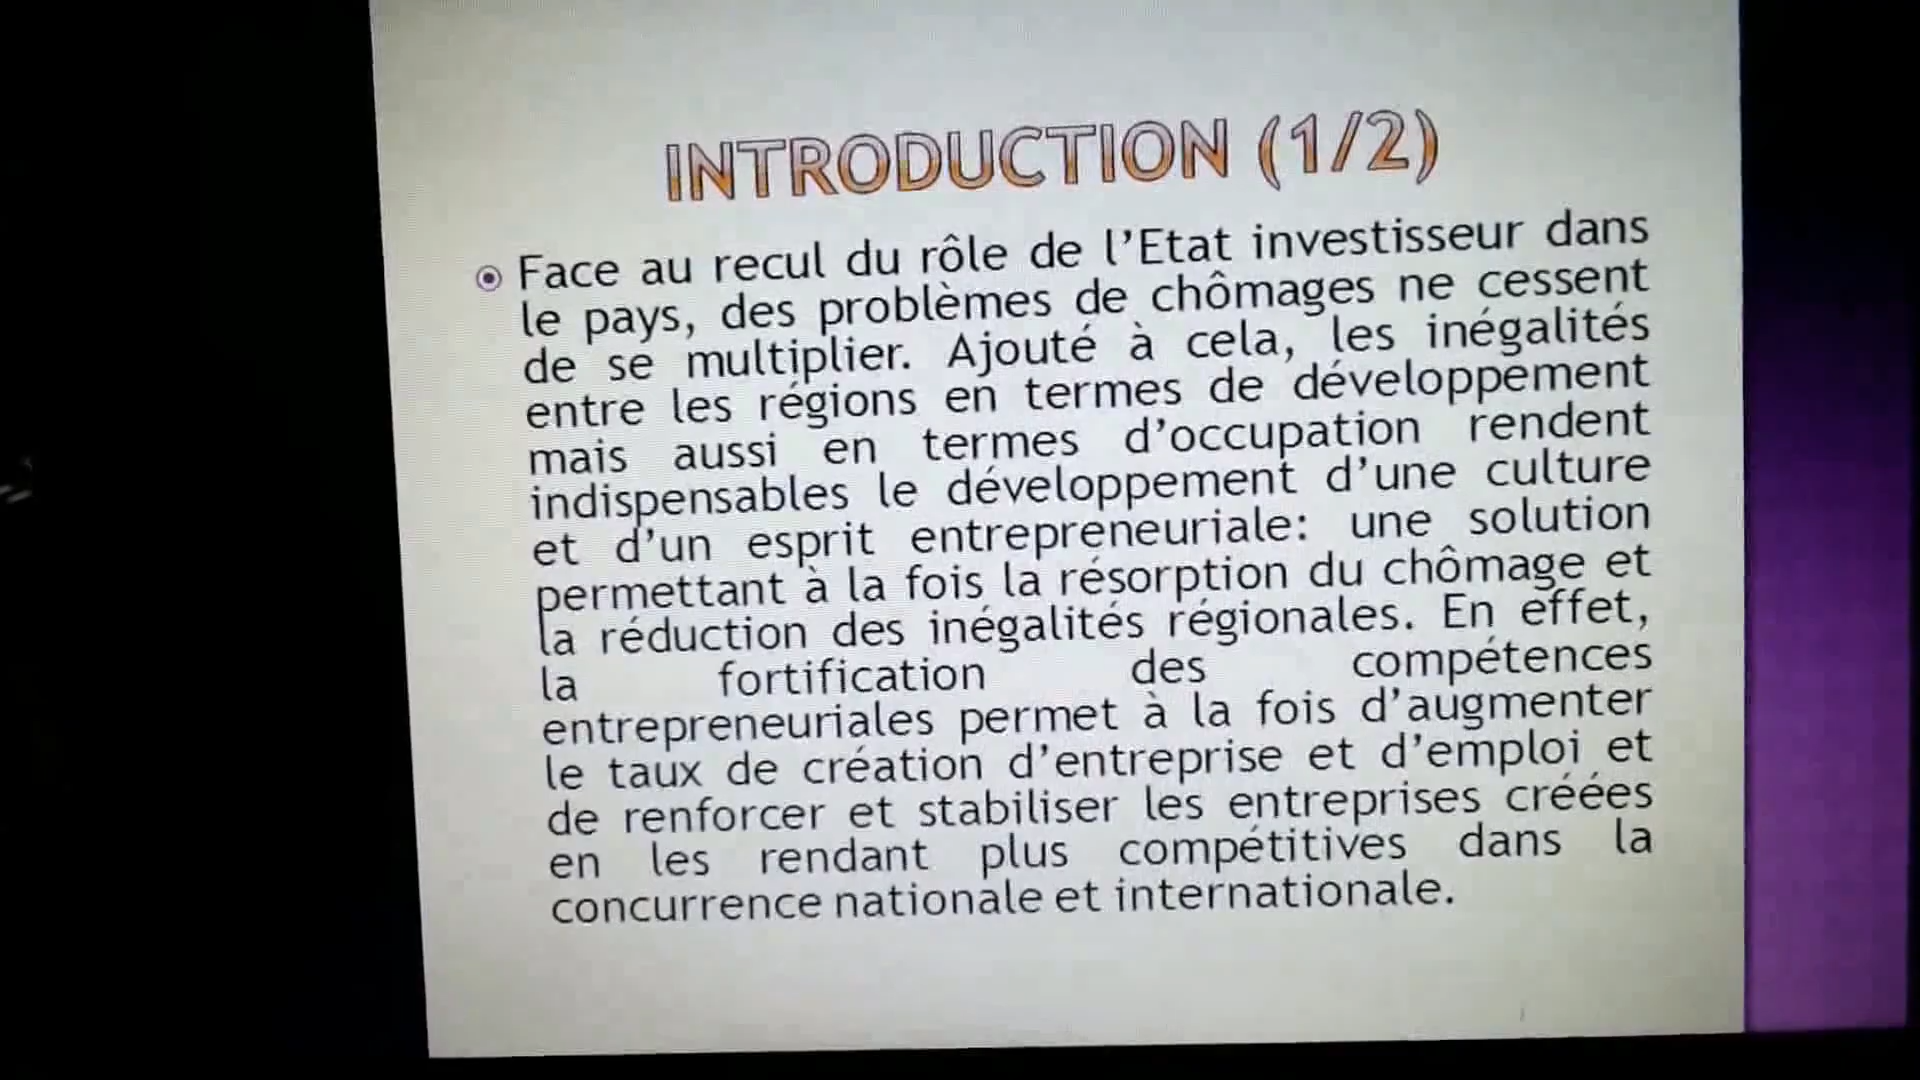 INTRODUCTION (1/2)
Face au recul du rôle de l'Etat investisseur dans
le pays, des problèmes de chômages ne cessent
de se multiplier. Ajouté à cela, les inégalités
entre les régions en termes de développement
mais aussi en termes d'occupation rendent
indispensables le développement d'une culture
et d'un esprit entrepreneuriale: une solution
permettant à la fois la résorption du chômage et
la réduction des inégalités régionales. En effet,
la fortification des compétences
entrepreneuriales permet à la fois d'augmenter
le taux de création d'entreprise et d'emploi et
de renforcer et stabiliser les entreprises créées
en les rendant plus compétitives dans la
concurrence nationale et internationale.